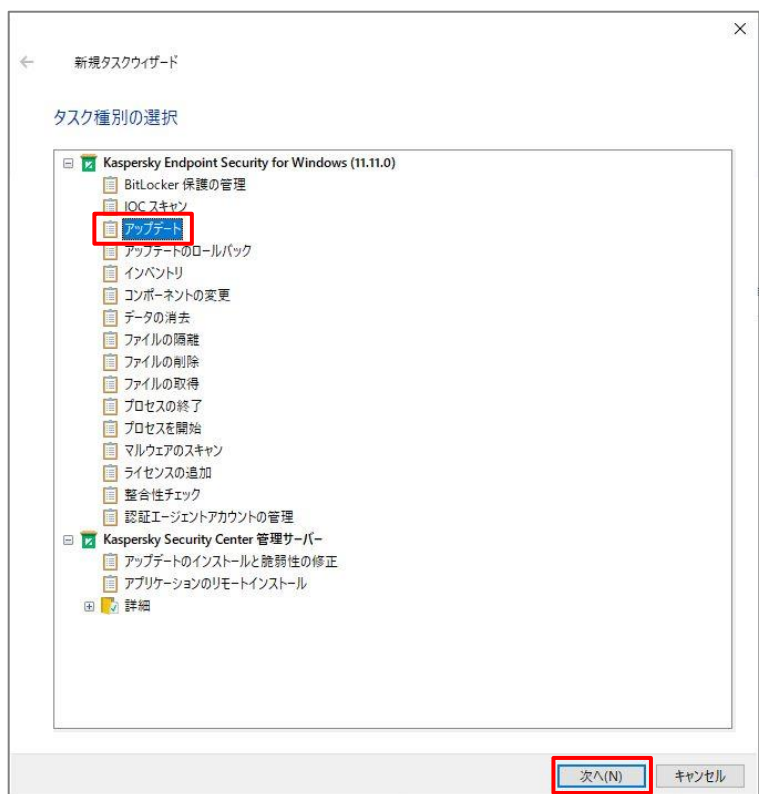 新規タスクウィザード
タスク種別の選択
Kaspersky Endpoint Security for Windows (11.11.0)
BitLocker 保護の管理
IOC スキャン
アップデート
アップデートのロールバック
インベントリ
コンポーネントの変更
データの消去
ファイルの隔離
ファイルの削除
ファイルの取得
プロセスの終了
プロセスを開始
マルウェアのスキャン
ライセンスの追加
整合性チェック
認証エージェントアカウントの管理
Kaspersky Security Center 管理サーバー
アップデートのインストールと脆弱性の修正
アプリケーションのリモートインストール
詳細
次へ(N) キャンセル